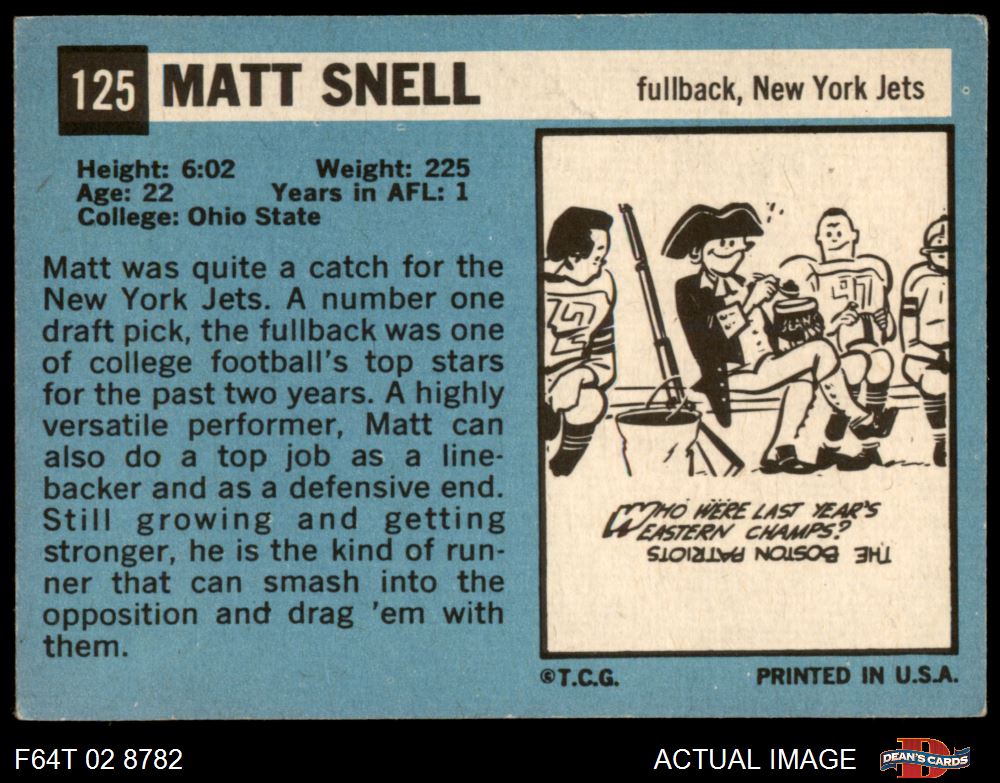 125 MATT SNELL fullback, New York Jets
Height: 6:02 Weight: 225
Age: 22 Years in AFL: 1
College: Ohio State
Matt was quite a catch for the
New York Jets. A number one
draft pick, the fullback was one
of college football's top stars
for the past two years. A highly
versatile performer, Matt can
also do a top job as a line-
backer and as a defensive end.
Still growing and getting
stronger, he is the kind of run-
ner that can smash into the
opposition and drag 'em with
them.
BEANS
WHO WERE LAST YEAR'S
EASTERN CHAMPS?
THE BOSTON PATRIOTS
©T.C.G. PRINTED IN U.S.A.
F64T 02 8782 ACTUAL IMAGE DEAN'S CARDS